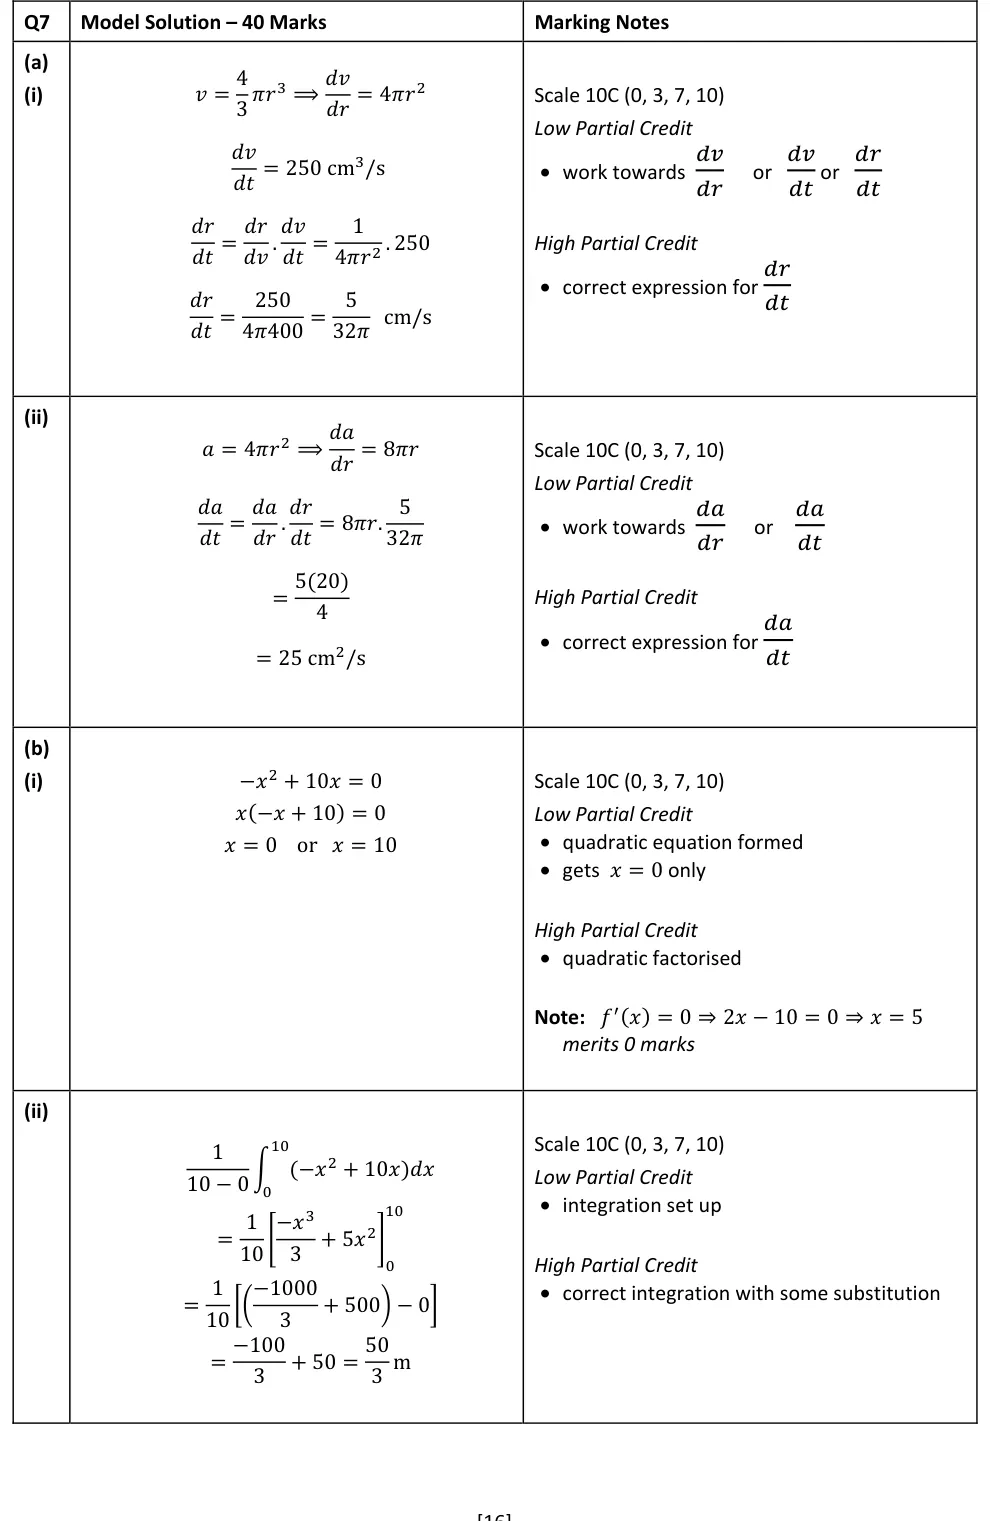 Q7 Model Solution – 40 Marks Marking Notes
(a)
(i)
v = 4/3 πr³ ⟹ dv/dr = 4πr²
dv/dt = 250 cm³/s
dr/dt = dr/dv . dv/dt = 1/4πr² . 250
dr/dt = 250/4π400 = 5/32π cm/s
Scale 10C (0, 3, 7, 10)
Low Partial Credit
• work towards dv/dr or dv/dt or dr/dt
High Partial Credit
• correct expression for dr/dt
(ii)
a = 4πr² ⟹ da/dr = 8πr
da/dt = da/dr . dr/dt = 8πr. 5/32π
= 5(20)/4
= 25 cm²/s
Scale 10C (0, 3, 7, 10)
Low Partial Credit
• work towards da/dr or da/dt
High Partial Credit
• correct expression for da/dt
(b)
(i)
−x² + 10x = 0
x(−x + 10) = 0
x = 0 or x = 10
Scale 10C (0, 3, 7, 10)
Low Partial Credit
• quadratic equation formed
• gets x = 0 only
High Partial Credit
• quadratic factorised
Note: f′(x) = 0 ⇒ 2x − 10 = 0 ⇒ x = 5
merits 0 marks
(ii)
1/10 − 0 ∫₀¹⁰ (−x² + 10x)dx
= 1/10 [−x³/3 + 5x²]₀¹⁰
= 1/10 [(−1000/3 + 500) − 0]
= −100/3 + 50 = 50/3 m
Scale 10C (0, 3, 7, 10)
Low Partial Credit
• integration set up
High Partial Credit
• correct integration with some substitution
[16]